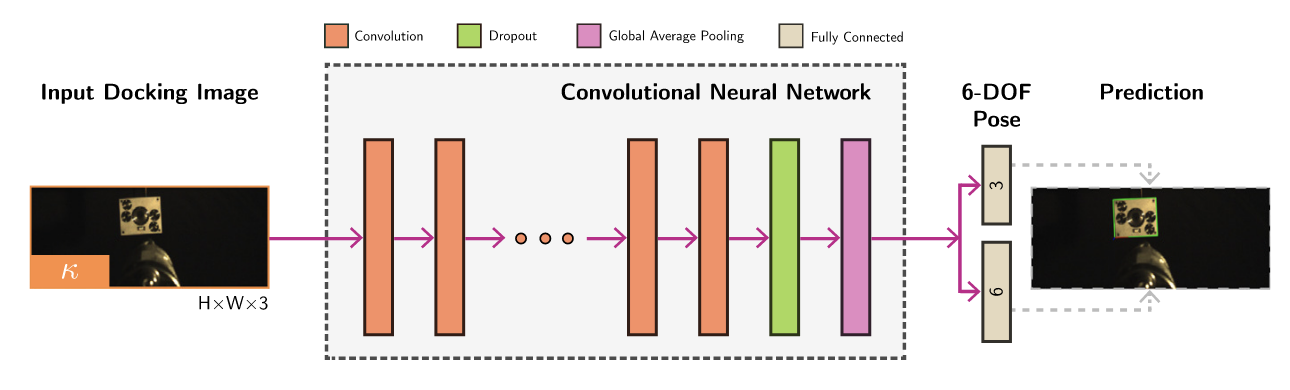 Convolution Dropout Global Average Pooling Fully Connected
Input Docking Image
Convolutional Neural Network
6-DOF
Pose
Prediction
3
κ
6
H×W×3